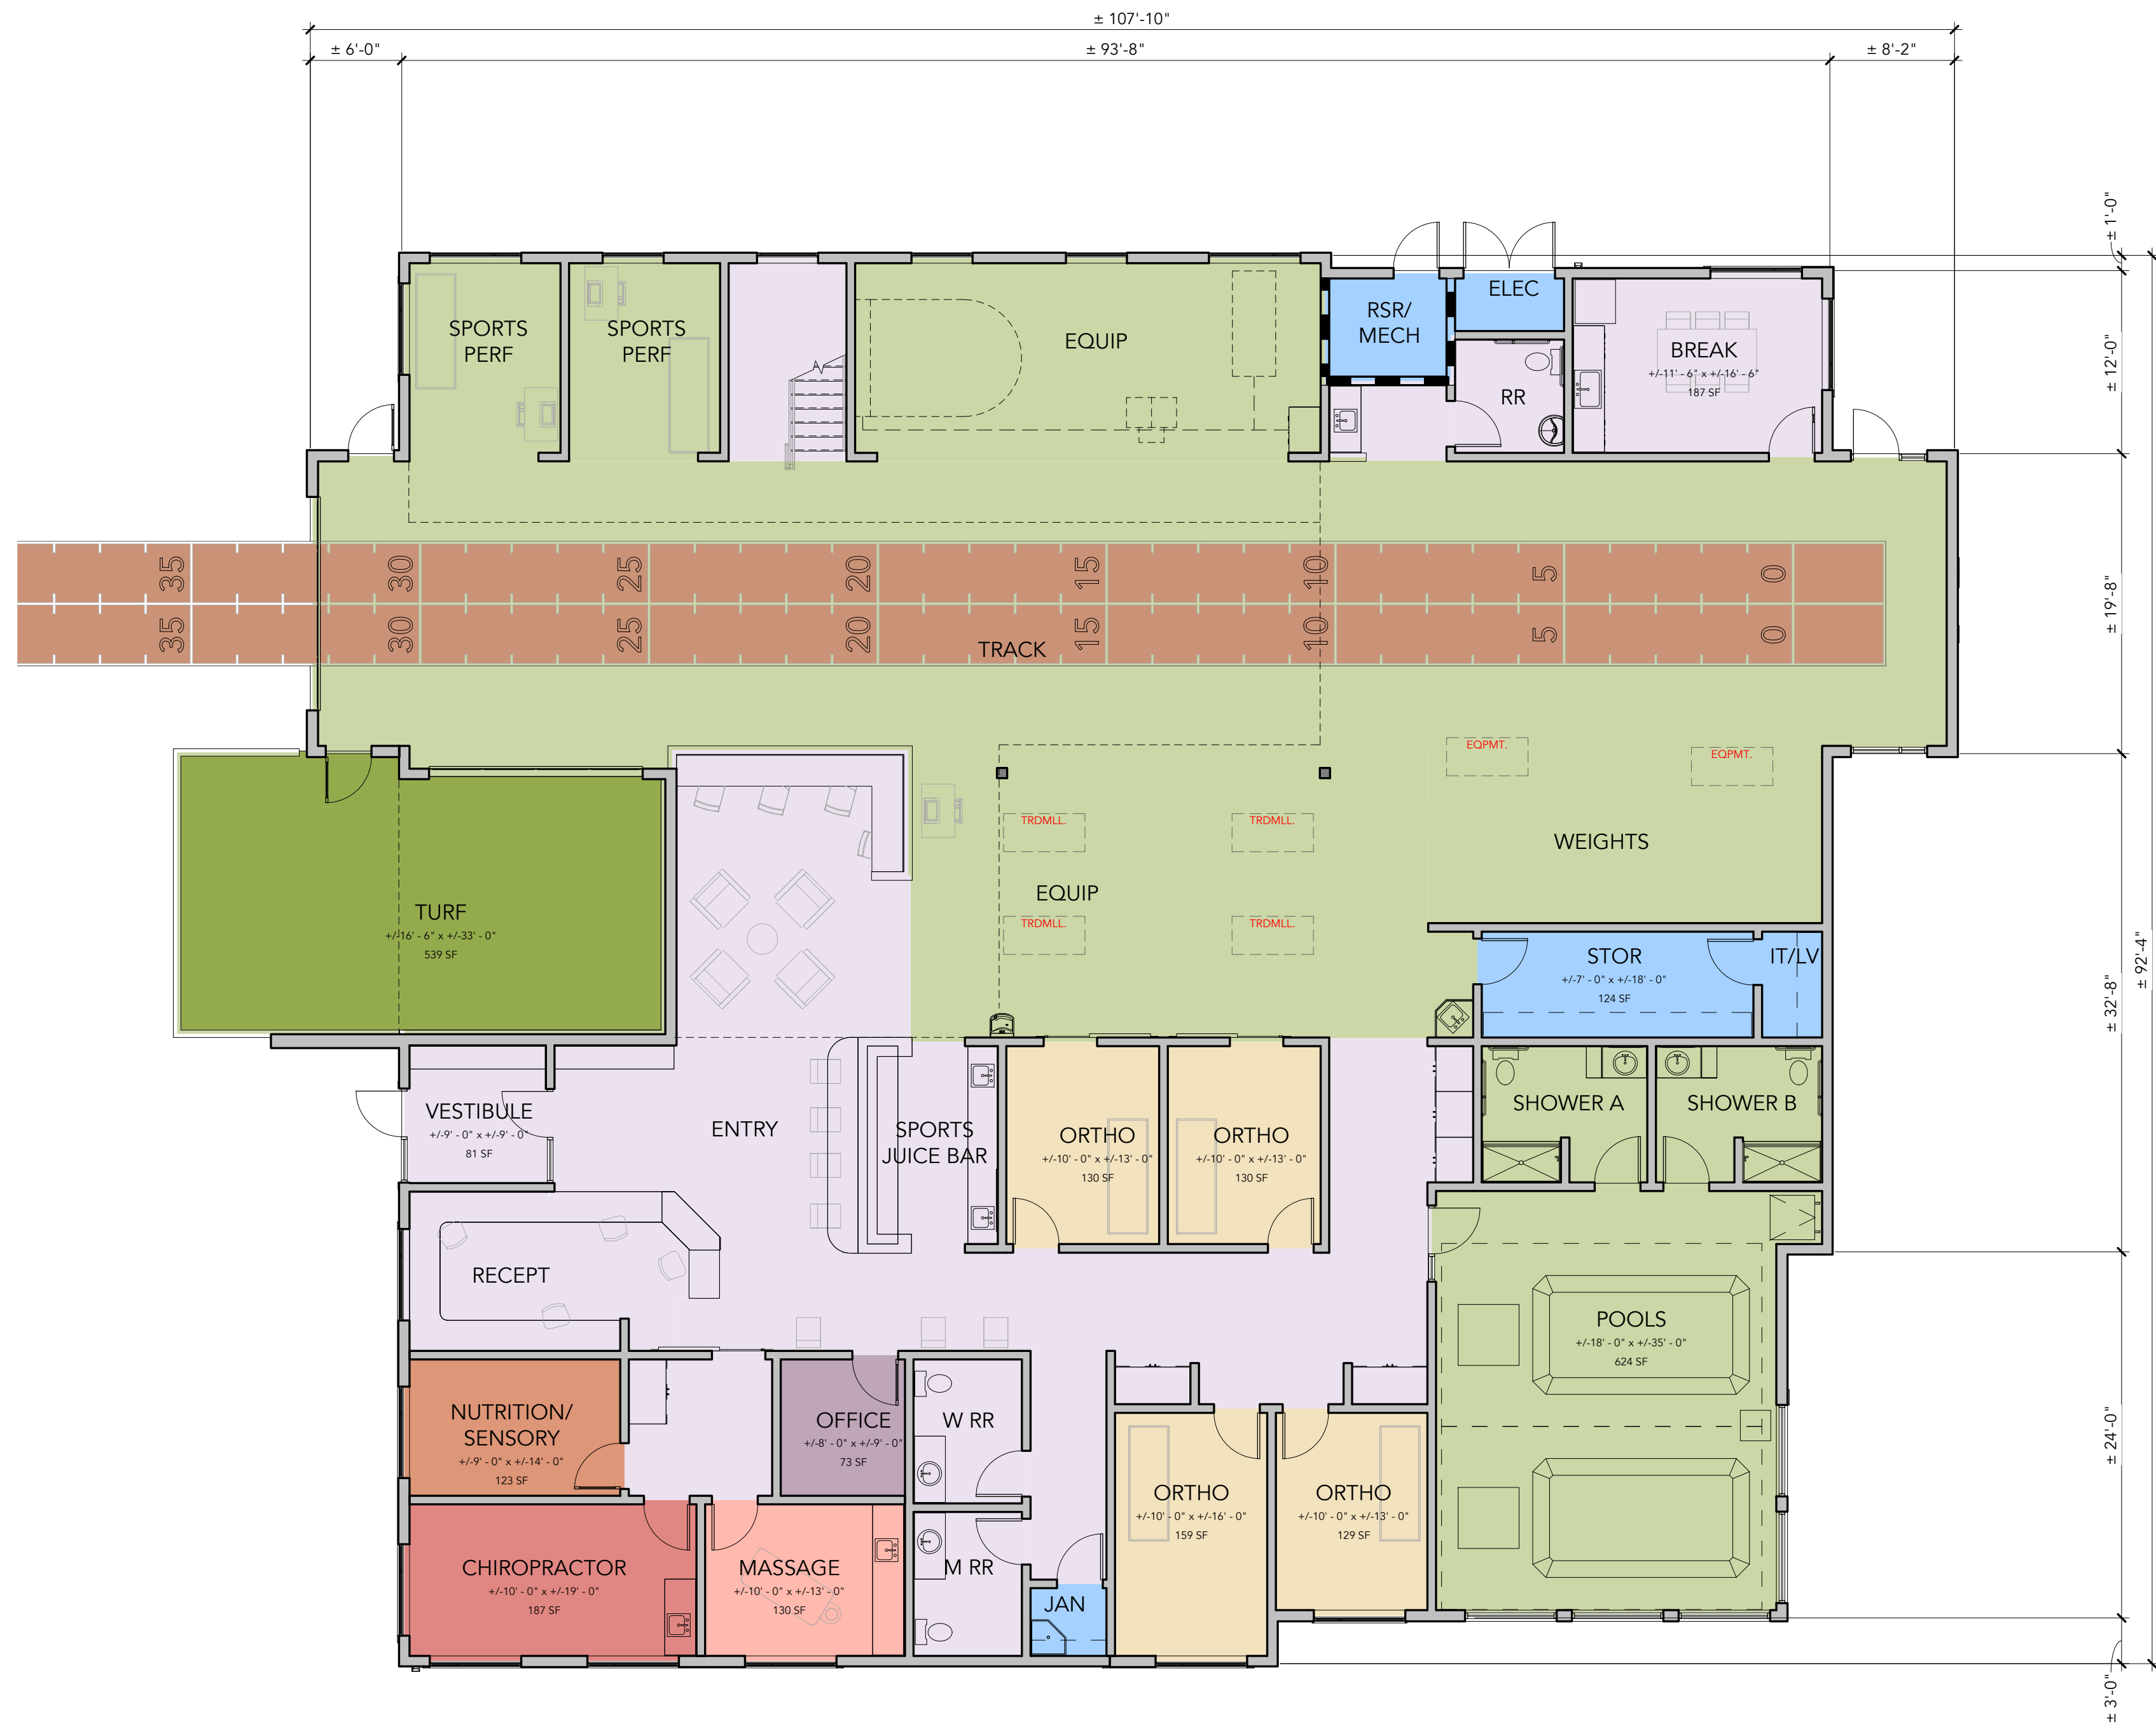 ± 107'-10"
± 6'-0"
± 93'-8"
± 8'-2"
± 1'-0"
± 12'-0"
± 19'-8"
± 32'-8"
± 92'-4"
± 24'-0"
± 3'-0"
SPORTS
PERF
SPORTS
PERF
EQUIP
RSR/
MECH
ELEC
RR
BREAK
+/-11' - 6" x +/-16' - 6"
187 SF
35
30
25
20
15
10
5
0
35
30
25
20
15
10
5
0
TRACK
EQPMT.
EQPMT.
TRDMLL.
TRDMLL.
WEIGHTS
EQUIP
TRDMLL.
TRDMLL.
TURF
+/-16' - 6" x +/-33' - 0"
539 SF
STOR
+/-7' - 0" x +/-18' - 0"
124 SF
IT/LV
VESTIBULE
+/-9' - 0" x +/-9' - 0"
81 SF
ENTRY
SPORTS
JUICE BAR
ORTHO
+/-10' - 0" x +/-13' - 0"
130 SF
ORTHO
+/-10' - 0" x +/-13' - 0"
130 SF
SHOWER A
SHOWER B
RECEPT
POOLS
+/-18' - 0" x +/-35' - 0"
624 SF
NUTRITION/
SENSORY
+/-9' - 0" x +/-14' - 0"
123 SF
OFFICE
+/-8' - 0" x +/-9' - 0"
73 SF
W RR
ORTHO
+/-10' - 0" x +/-16' - 0"
159 SF
ORTHO
+/-10' - 0" x +/-13' - 0"
129 SF
CHIROPRACTOR
+/-10' - 0" x +/-19' - 0"
187 SF
MASSAGE
+/-10' - 0" x +/-13' - 0"
130 SF
M RR
JAN